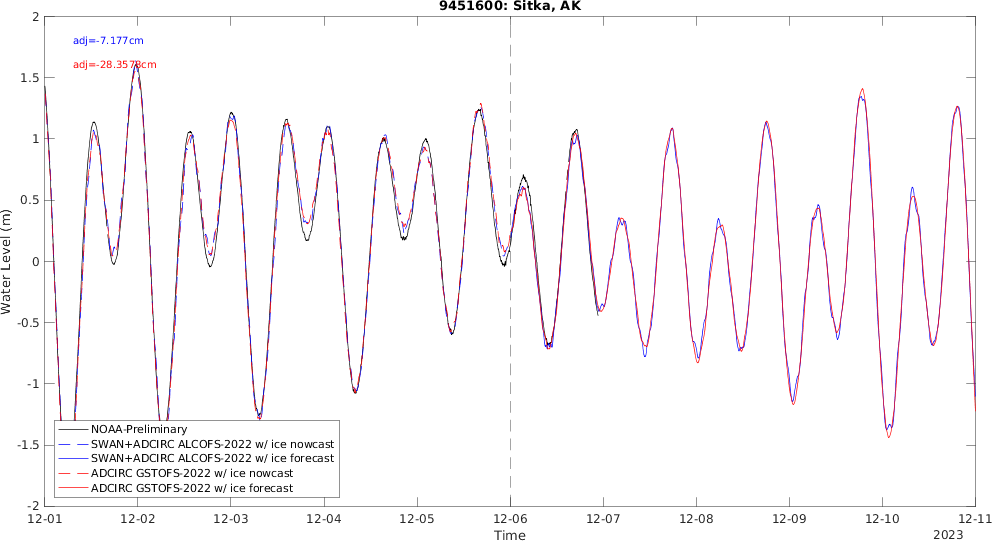 9451600: Sitka, AK
adj=-7.177cm
adj=-28.3578cm
Water Level (m)
2
1.5
1
0.5
0
-0.5
-1
-1.5
-2
NOAA-Preliminary
SWAN+ADCIRC ALCOFS-2022 w/ ice nowcast
SWAN+ADCIRC ALCOFS-2022 w/ ice forecast
ADCIRC GSTOFS-2022 w/ ice nowcast
ADCIRC GSTOFS-2022 w/ ice forecast
12-01 12-02 12-03 12-04 12-05 12-06 12-07 12-08 12-09 12-10 12-11
Time
2023